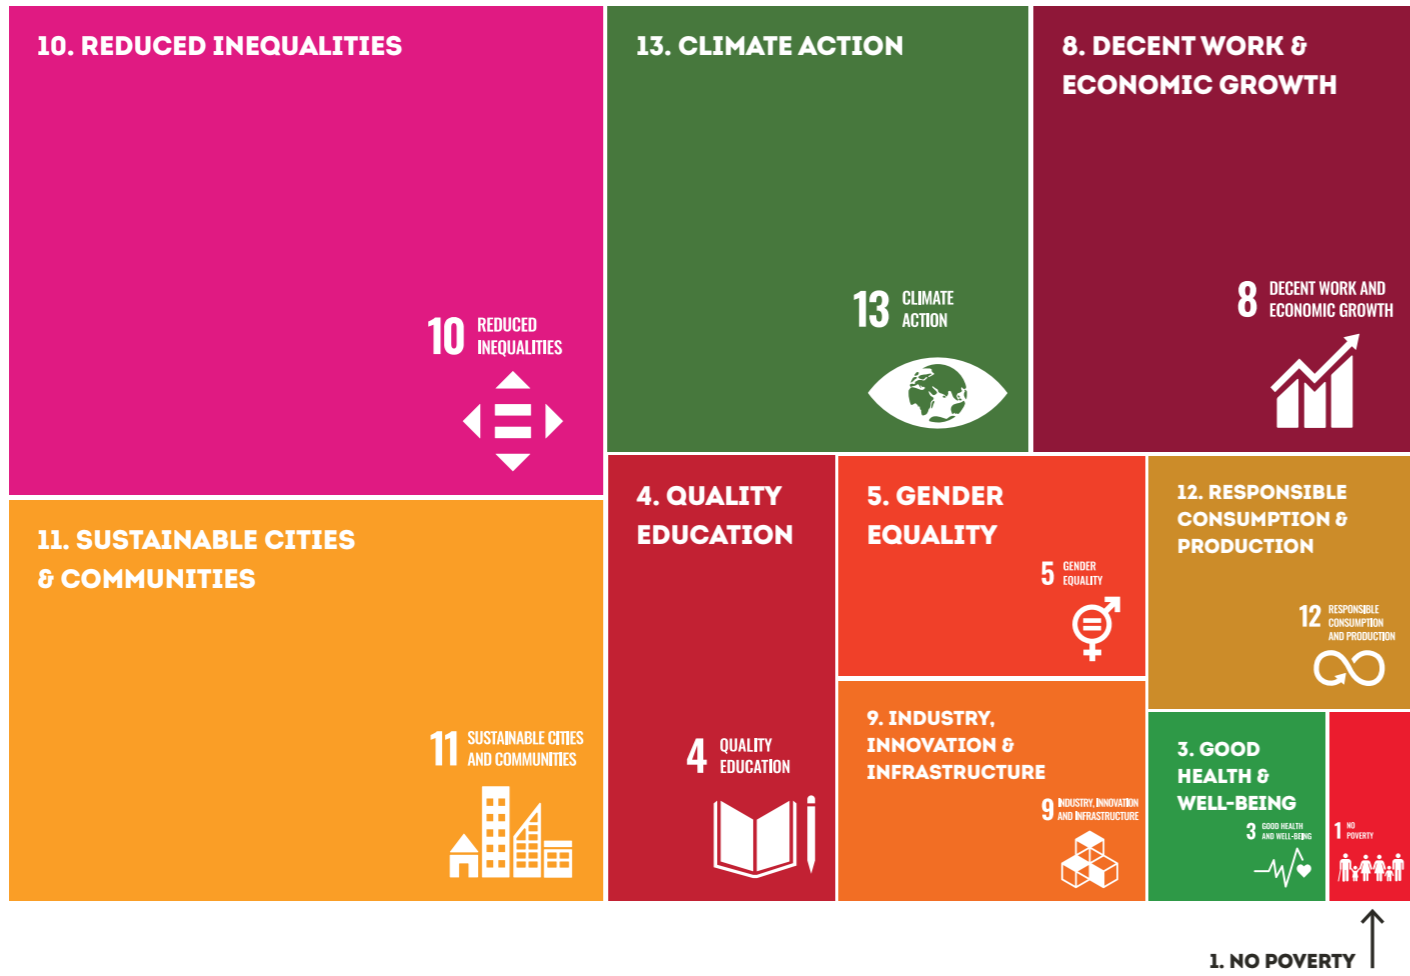 10. REDUCED INEQUALITIES
10 REDUCED
INEQUALITIES
13. CLIMATE ACTION
13 CLIMATE
ACTION
8. DECENT WORK &
ECONOMIC GROWTH
8 DECENT WORK AND
ECONOMIC GROWTH
11. SUSTAINABLE CITIES
& COMMUNITIES
11 SUSTAINABLE CITIES
AND COMMUNITIES
4. QUALITY
EDUCATION
4 QUALITY
EDUCATION
5. GENDER
EQUALITY
5 GENDER
EQUALITY
12. RESPONSIBLE
CONSUMPTION &
PRODUCTION
12 RESPONSIBLE
CONSUMPTION
AND PRODUCTION
9. INDUSTRY,
INNOVATION &
INFRASTRUCTURE
9 INDUSTRY, INNOVATION
AND INFRASTRUCTURE
3. GOOD
HEALTH &
WELL-BEING
3 GOOD HEALTH
AND WELL-BEING
1 NO
POVERTY
1. NO POVERTY